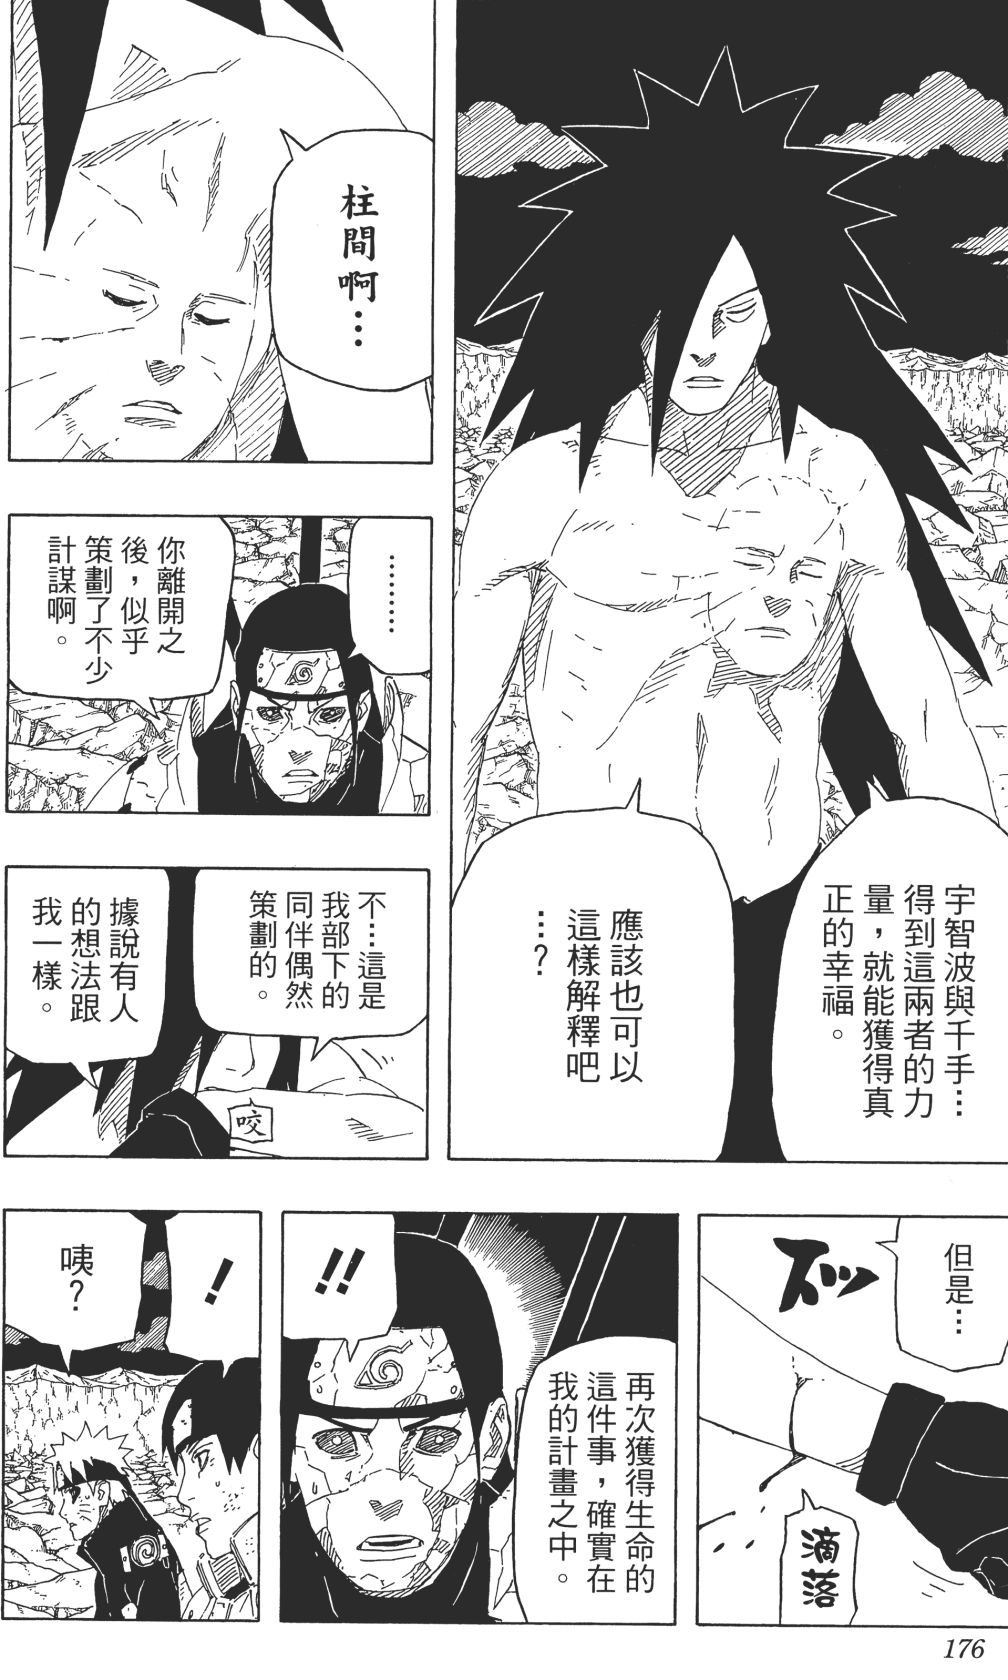 宇智波與千手…
得到這兩者的力
量，就能獲得真
正的幸福。
應該也可以
這樣解釋吧
…?
柱間啊…
………
你離開之
後，似乎
策劃了不少
計謀啊。
不…這是
我部下的
同伴偶然
策劃的。
據說有人
的想法跟
我一樣。
咬
但是…
滴落
再次獲得生命的
這件事，確實在
我的計畫之中。
!!
!
咦?
176